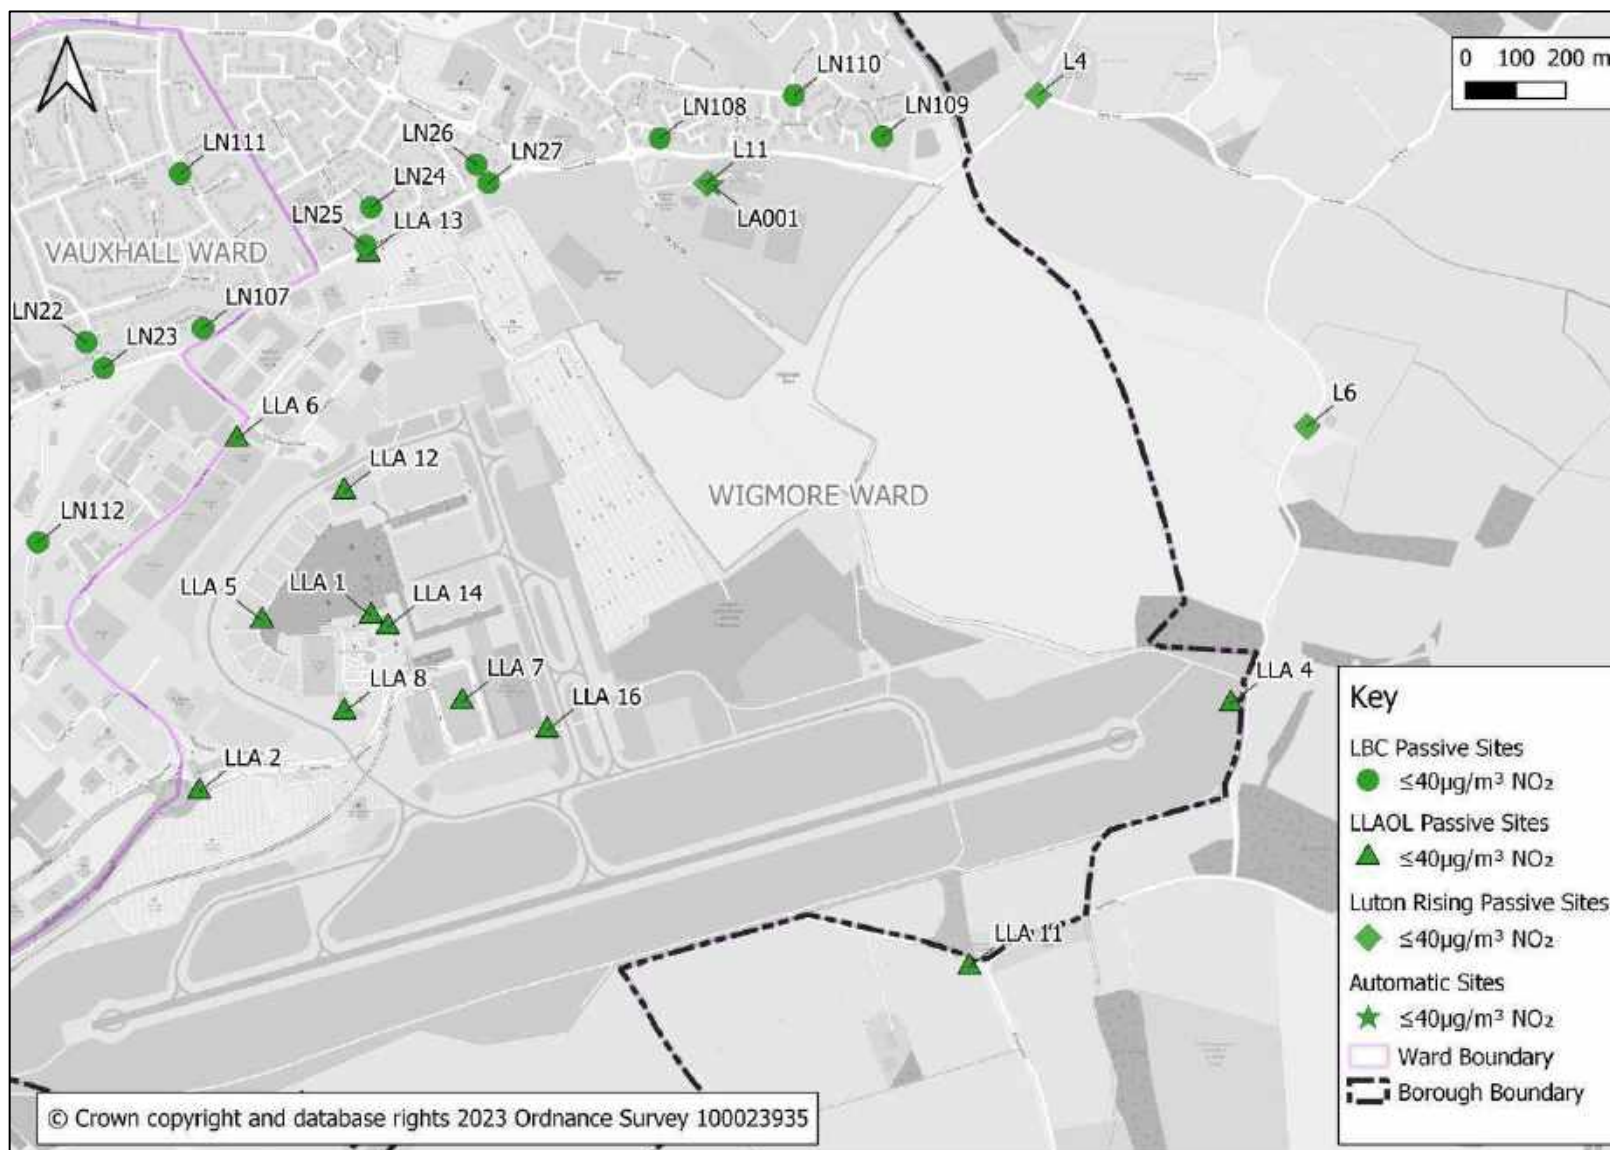 LN110
L4
0 100 200 m
LN108
LN109
LN26
LN27
L11
LN111
LN24
LN25
LLA 13
LA001
VAUXHALL WARD
LN107
LN22
LN23
LLA 6
L6
LLA 12
WIGMORE WARD
LN112
LLA 5
LLA 1
LLA 14
LLA 8
LLA 7
LLA 16
LLA 4
LLA 2
LLA 11
Key
LBC Passive Sites
≤40µg/m³ NO₂
LLAOL Passive Sites
≤40µg/m³ NO₂
Luton Rising Passive Sites
≤40µg/m³ NO₂
Automatic Sites
≤40µg/m³ NO₂
Ward Boundary
Borough Boundary
© Crown copyright and database rights 2023 Ordnance Survey 100023935